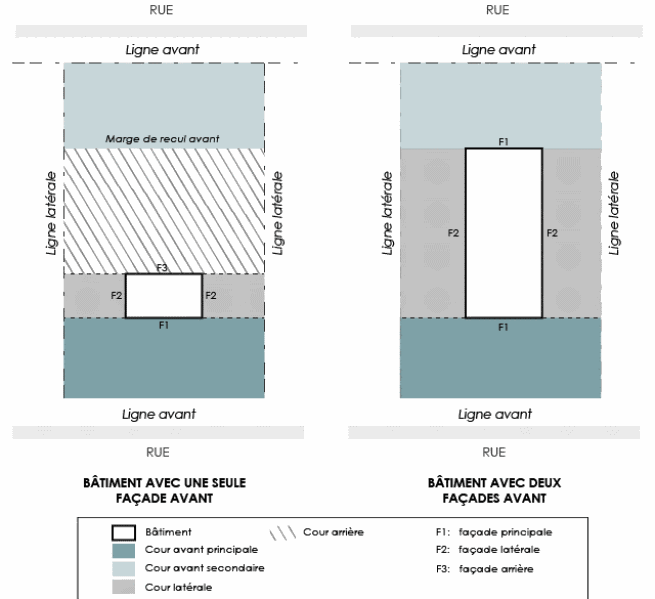 RUE
Ligne avant
Marge de recul avant
Ligne latérale
Ligne latérale
F3
F2
F2
F1
Ligne avant
RUE
BÂTIMENT AVEC UNE SEULE
FAÇADE AVANT
RUE
Ligne avant
Ligne latérale
Ligne latérale
F1
F2
F2
F1
Ligne avant
RUE
BÂTIMENT AVEC DEUX
FAÇADES AVANT
Bâtiment
Cour avant principale
Cour avant secondaire
Cour latérale
Cour arrière
F1: façade principale
F2: façade latérale
F3: façade arrière